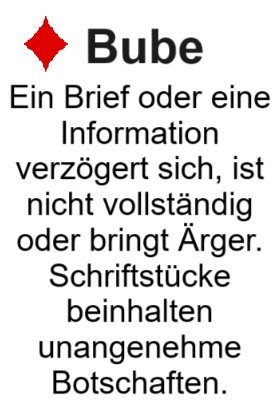 Bube
Ein Brief oder eine
Information
verzögert sich, ist
nicht vollständig
oder bringt Ärger.
Schriftstücke
beinhalten
unangenehme
Botschaften.